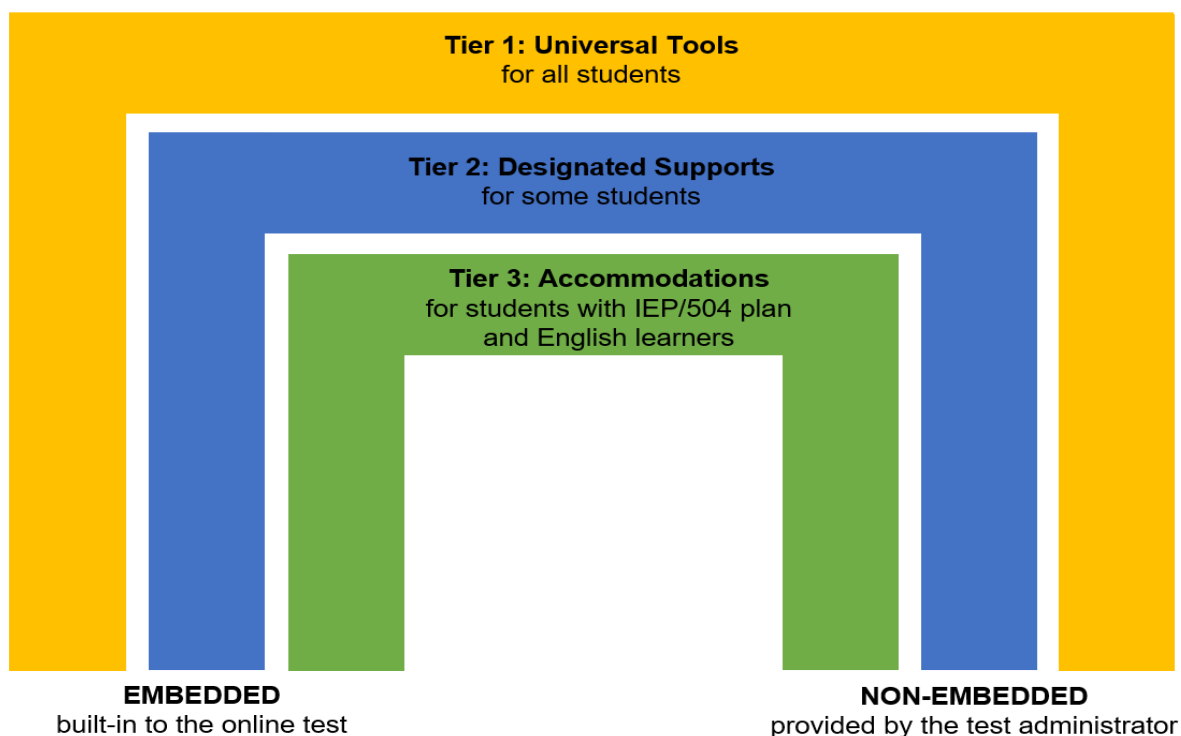 Tier 1: Universal Tools
for all students
Tier 2: Designated Supports
for some students
Tier 3: Accommodations
for students with IEP/504 plan
and English learners
EMBEDDED
built-in to the online test
NON-EMBEDDED
provided by the test administrator